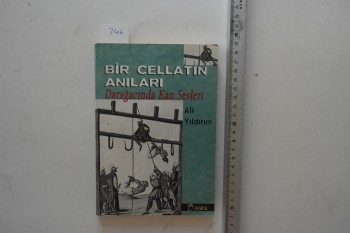 BİR CELLATIN
ANILARI
Darağacında Kan Sesleri
Ali
Yıldırım